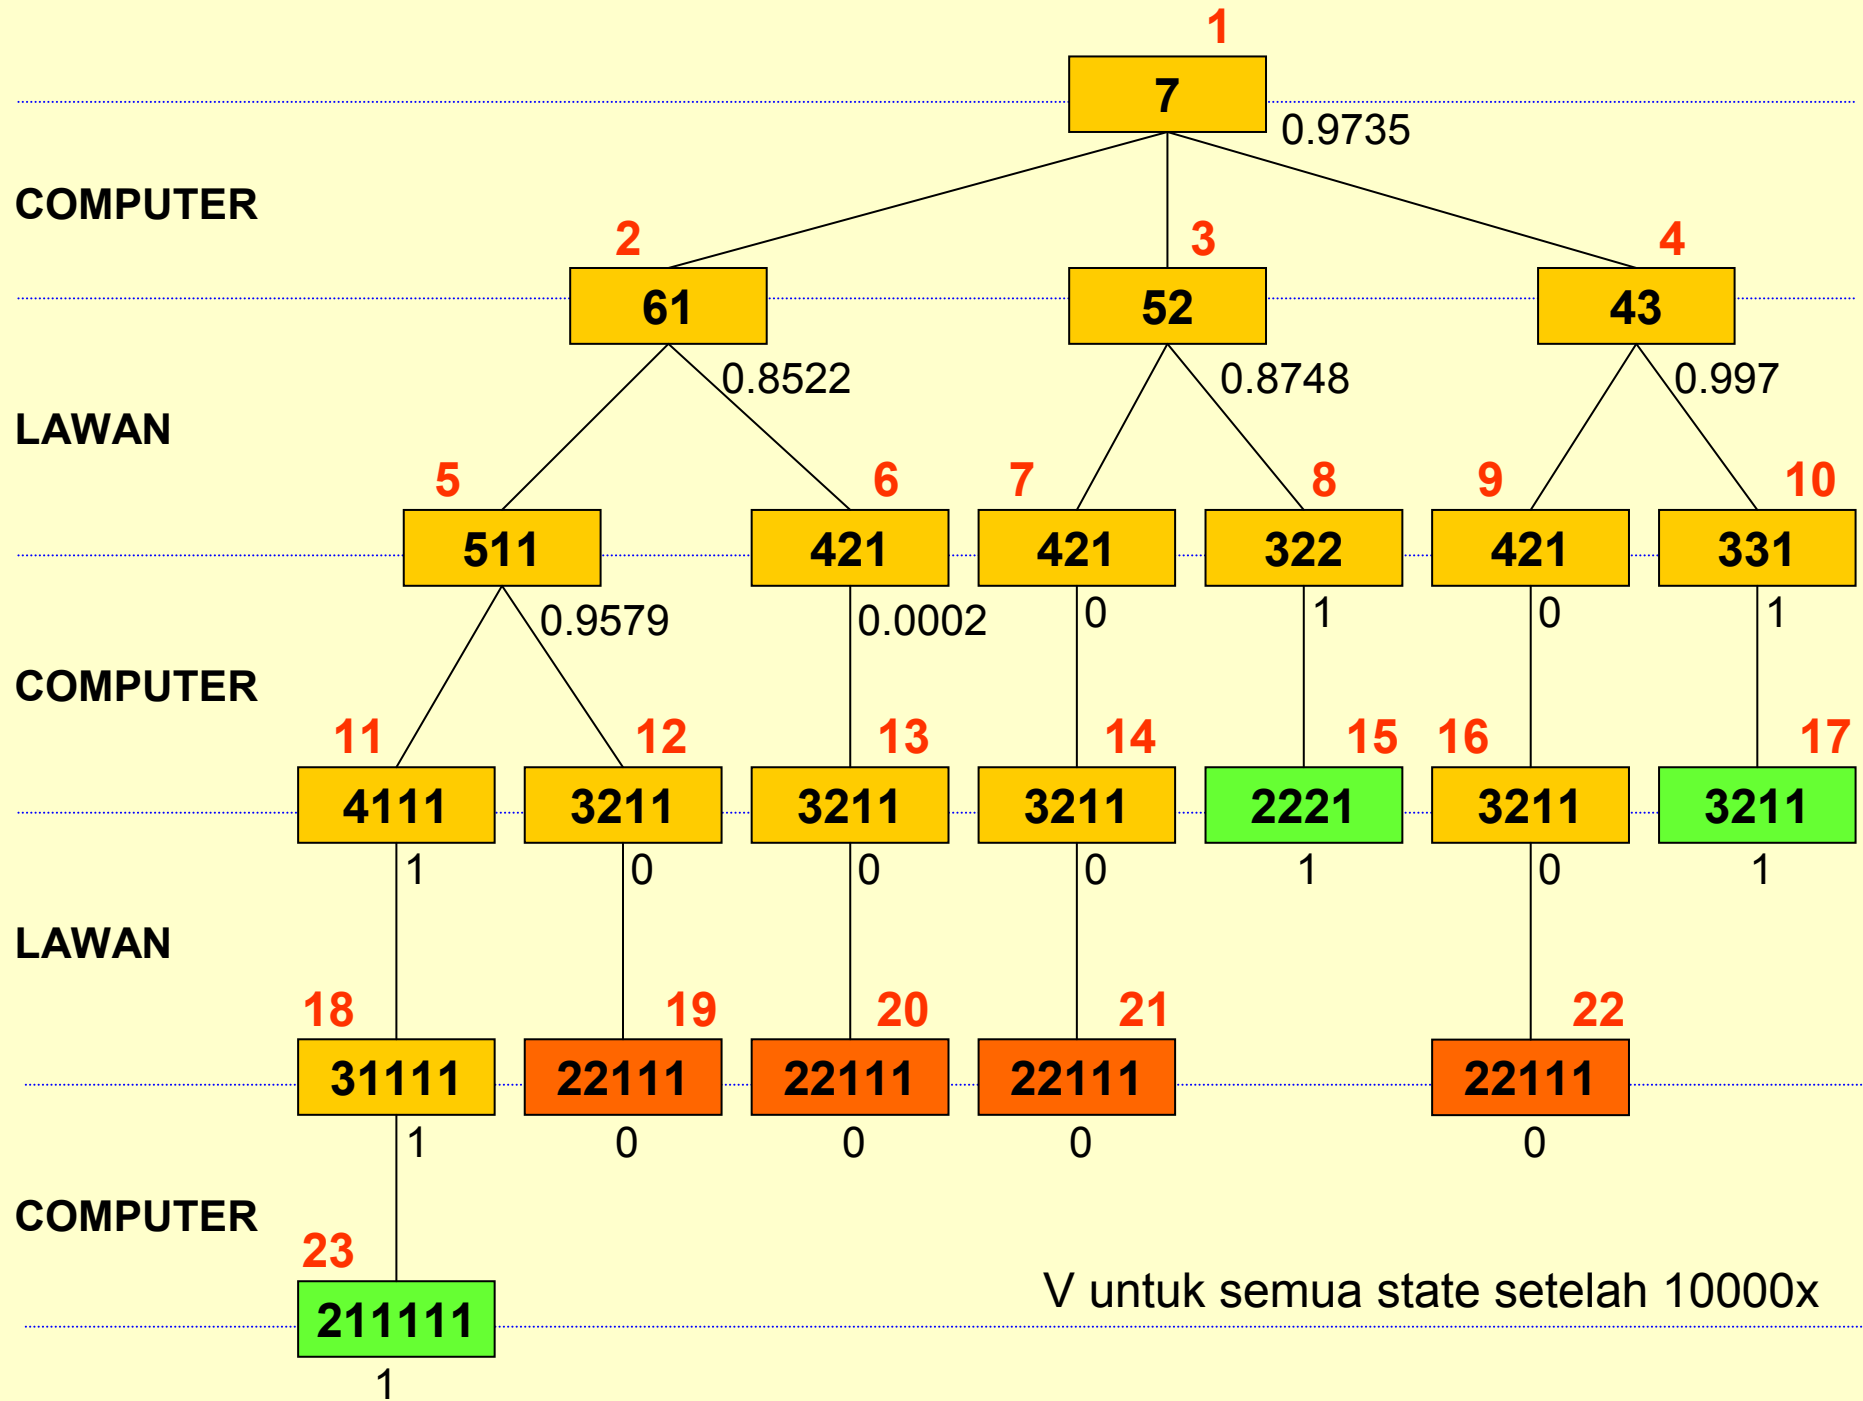 1
7
0.9735
COMPUTER
2 3 4
61 52 43
0.8522 0.8748 0.997
LAWAN
5 6 7 8 9 10
511 421 421 322 421 331
0.9579 0.0002 0 1 0 1
COMPUTER
11 12 13 14 15 16 17
4111 3211 3211 3211 2221 3211 3211
1 0 0 0 1 0 1
LAWAN
18 19 20 21 22
31111 22111 22111 22111 22111
1 0 0 0 0
COMPUTER
23
V untuk semua state setelah 10000x
211111
1